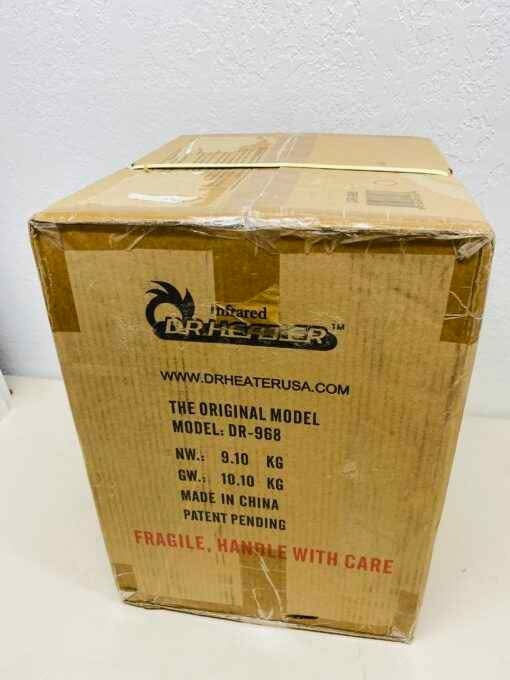 Infrared
DR.HEATER™
WWW.DRHEATERUSA.COM
THE ORIGINAL MODEL
MODEL: DR-968
NW.: 9.10 KG
GW.: 10.10 KG
MADE IN CHINA
PATENT PENDING
FRAGILE, HANDLE WITH CARE